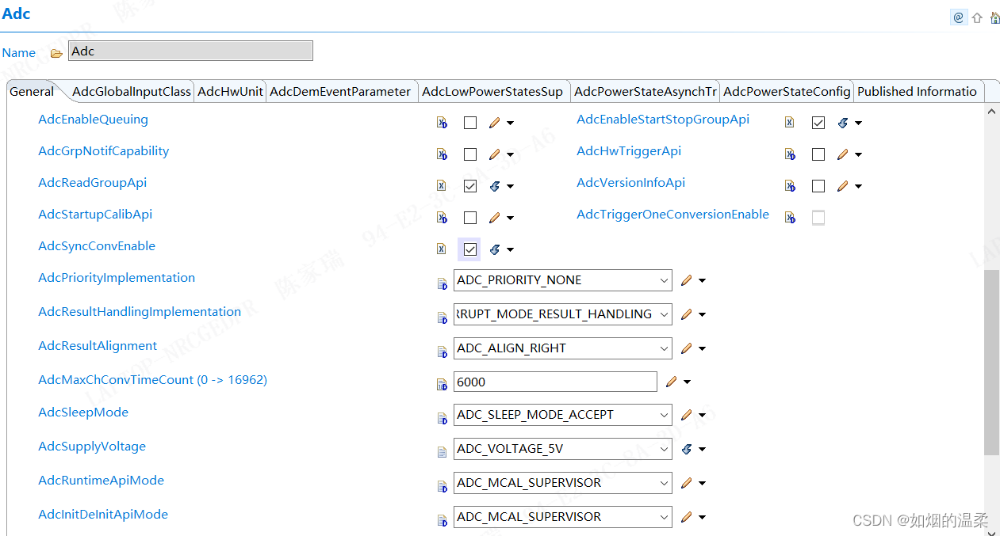 Adc
Name Adc
General AdcGlobalInputClass AdcHwUnit AdcDemEventParameter AdcLowPowerStatesSup AdcPowerStateAsynchTr AdcPowerStateConfig Published Informatio
AdcEnableQueuing AdcEnableStartStopGroupApi
AdcGrpNotifCapability AdcHwTriggerApi
AdcReadGroupApi AdcVersionInfoApi
AdcStartupCalibApi AdcTriggerOneConversionEnable
AdcSyncConvEnable
AdcPriorityImplementation ADC_PRIORITY_NONE
AdcResultHandlingImplementation RRUPT_MODE_RESULT_HANDLING
AdcResultAlignment ADC_ALIGN_RIGHT
AdcMaxChConvTimeCount (0 -> 16962) 6000
AdcSleepMode ADC_SLEEP_MODE_ACCEPT
AdcSupplyVoltage ADC_VOLTAGE_5V
AdcRuntimeApiMode ADC_MCAL_SUPERVISOR
AdcInitDeInitApiMode ADC_MCAL_SUPERVISOR
CSDN @如烟的温柔